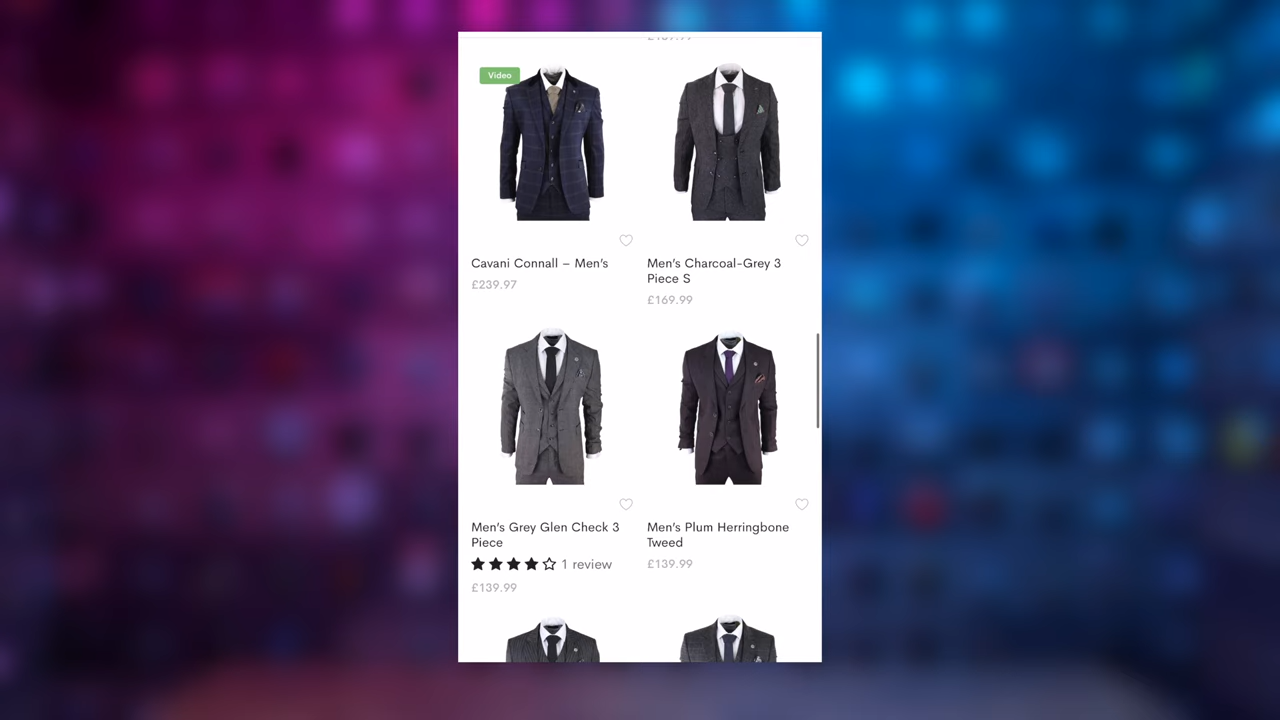 Video
Cavani Connall – Men's
£239.97
Men's Charcoal-Grey 3
Piece S
£169.99
Men's Grey Glen Check 3
Piece
1 review
£139.99
Men's Plum Herringbone
Tweed
£139.99